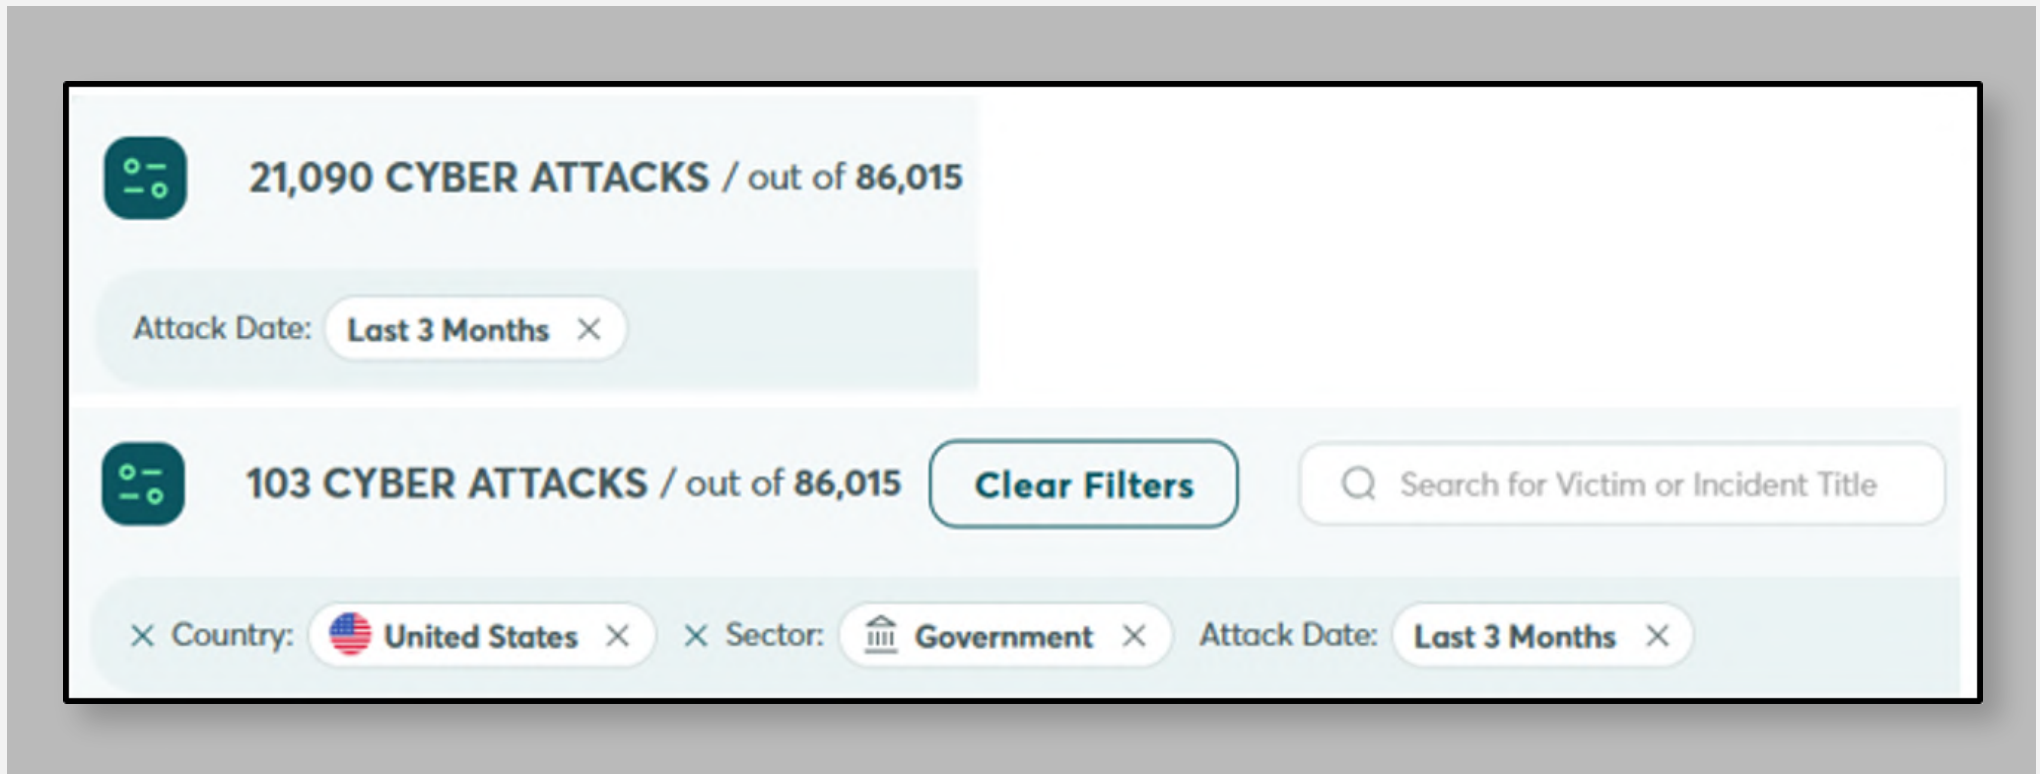 21,090 CYBER ATTACKS / out of 86,015
Attack Date: Last 3 Months
103 CYBER ATTACKS / out of 86,015 Clear Filters Search for Victim or Incident Title
Country: United States Sector: Government Attack Date: Last 3 Months